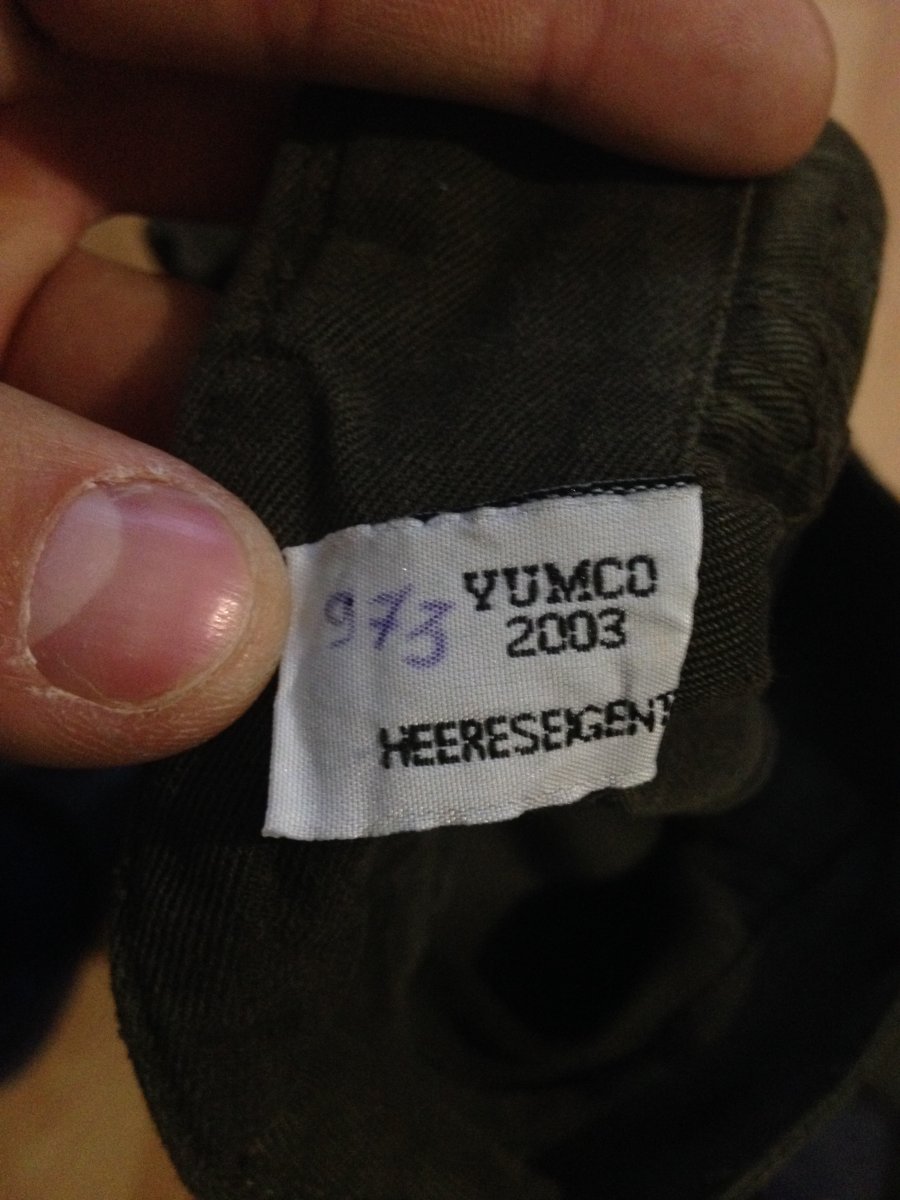 973
YUMCO
2003
HEERESEIGENT